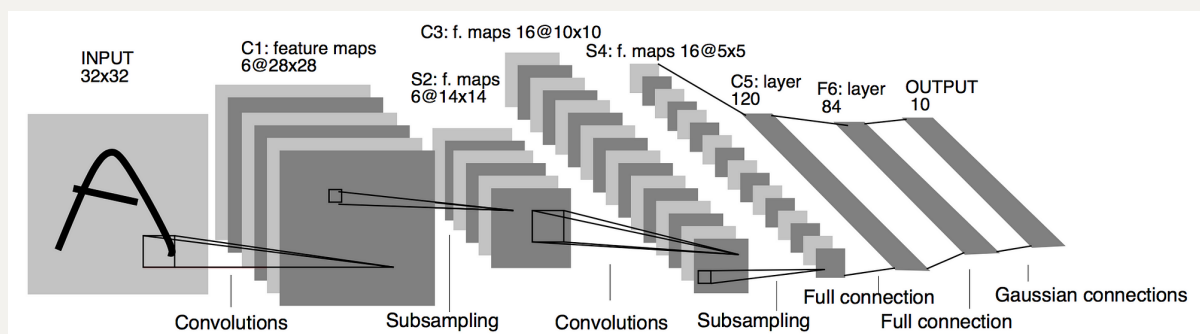 INPUT
32x32
C1: feature maps
6@28x28
S2: f. maps
6@14x14
C3: f. maps 16@10x10
S4: f. maps 16@5x5
C5: layer
120
F6: layer
84
OUTPUT
10
A
Convolutions
Subsampling
Convolutions
Subsampling
Full connection
Full connection
Gaussian connections